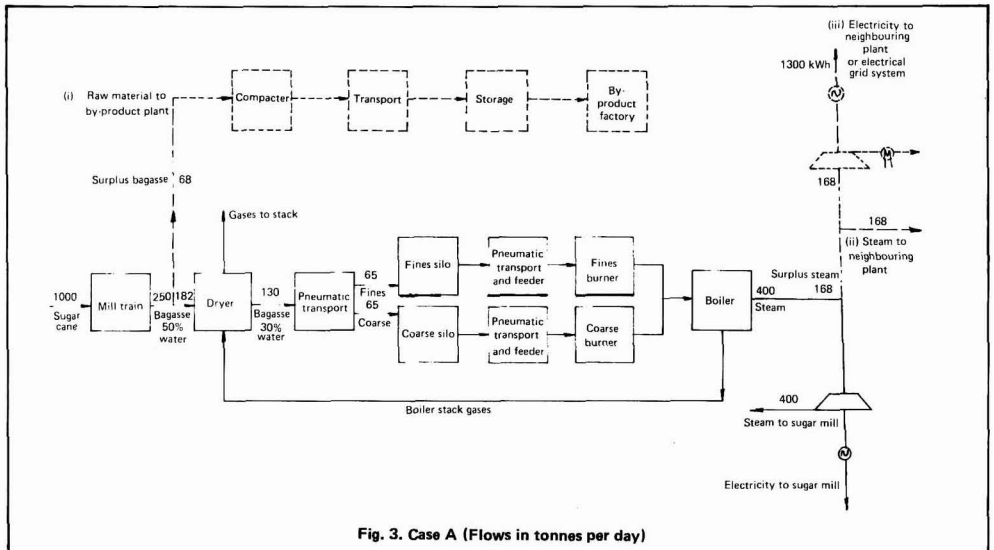 (iii) Electricity to
neighbouring
plant
or electrical
grid system
1300 kWh
(i) Raw material to
by-product plant
Compacter
Transport
Storage
By-
product
factory
M
168
Surplus bagasse
68
Gases to stack
168
(ii) Steam to
neighbouring
plant
1000
Sugar
cane
Mill train
250
182
Bagasse
50%
water
Dryer
130
Bagasse
30%
water
Pneumatic
transport
65
Fines
65
Coarse
Fines silo
Pneumatic
transport
and feeder
Fines
burner
Coarse silo
Pneumatic
transport
and feeder
Coarse
burner
Boiler
400
Steam
Surplus steam
168
Boiler stack gases
400
Steam to sugar mill
Electricity to sugar mill
Fig. 3. Case A (Flows in tonnes per day)